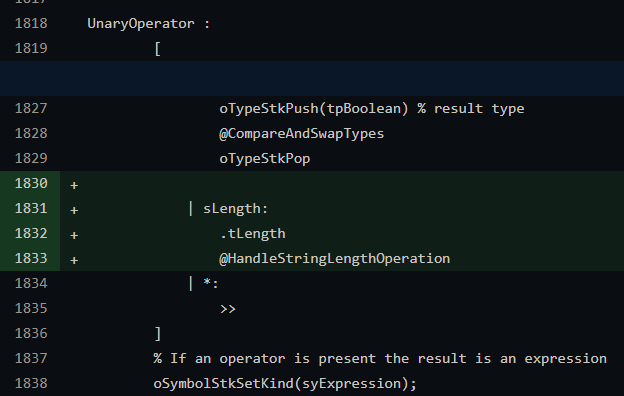 1818 UnaryOperator :
1819 [
1827 oTypeStkPush(tpBoolean) % result type
1828 @CompareAndSwapTypes
1829 oTypeStkPop
1830 +
1831 + | sLength:
1832 + .tLength
1833 + @HandleStringLengthOperation
1834 | *:
1835 >>
1836 ]
1837 % If an operator is present the result is an expression
1838 oSymbolStkSetKind(syExpression);